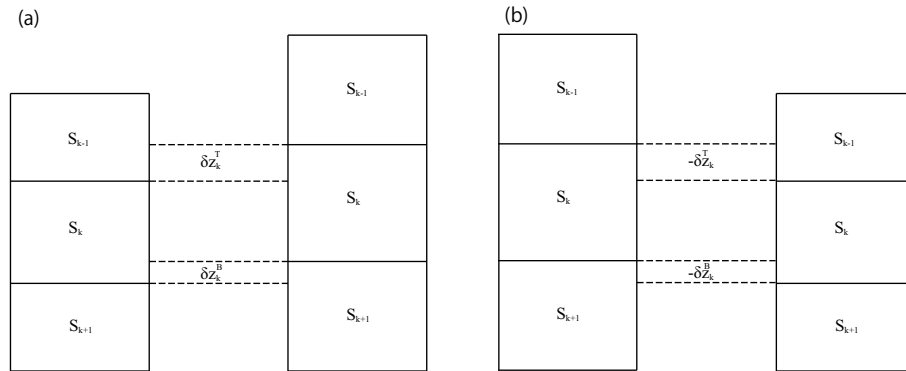 (a)
S_{k-1}
S_k
S_{k+1}
δz_k^T
δz_k^B
S_{k-1}
S_k
S_{k+1}
(b)
S_{k-1}
S_k
S_{k+1}
-δz_k^T
-δz_k^B
S_{k-1}
S_k
S_{k+1}